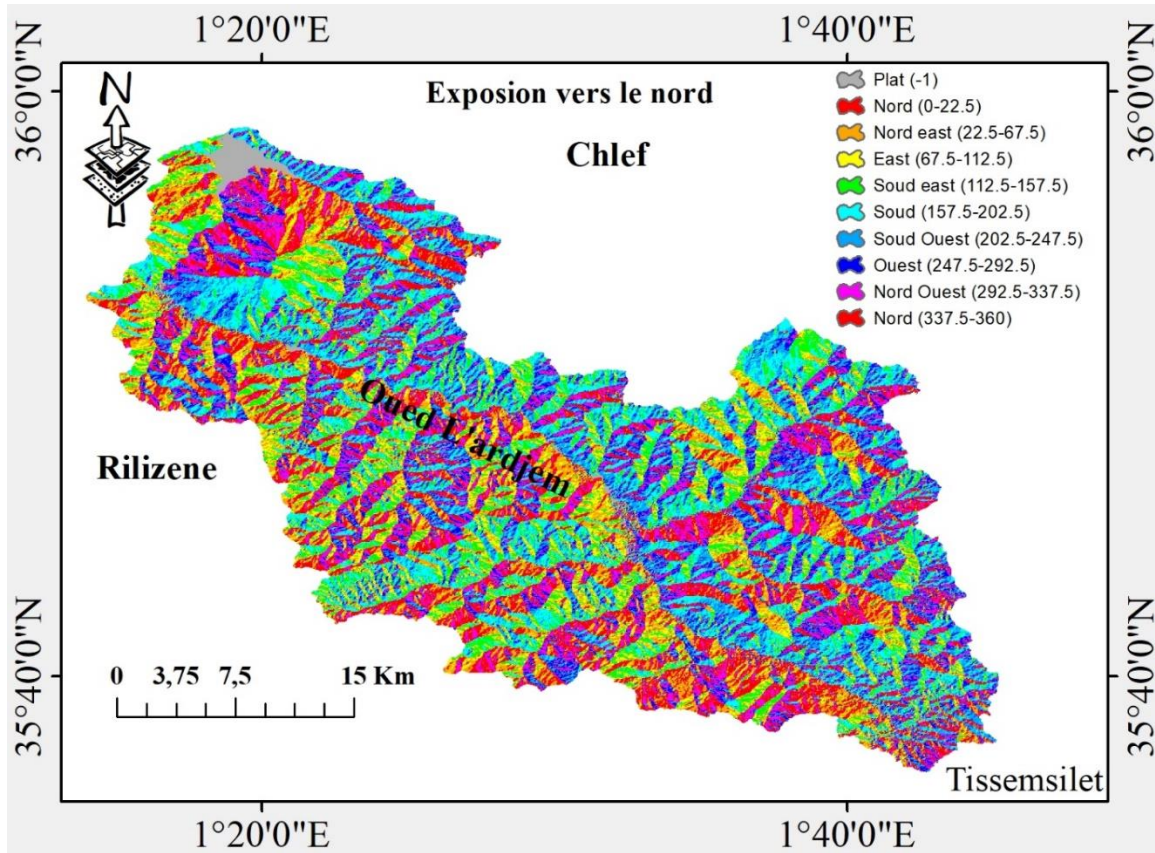 1°20'0"E
1°40'0"E
36°0'0"N
36°0'0"N
N
Exposion vers le nord
Chlef
Plat (-1)
Nord (0-22.5)
Nord east (22.5-67.5)
East (67.5-112.5)
Soud east (112.5-157.5)
Soud (157.5-202.5)
Soud Ouest (202.5-247.5)
Ouest (247.5-292.5)
Nord Ouest (292.5-337.5)
Nord (337.5-360)
Oued L'ardjem
Rilizene
0 3,75 7,5 15 Km
35°40'0"N
35°40'0"N
Tissemsilet
1°20'0"E
1°40'0"E